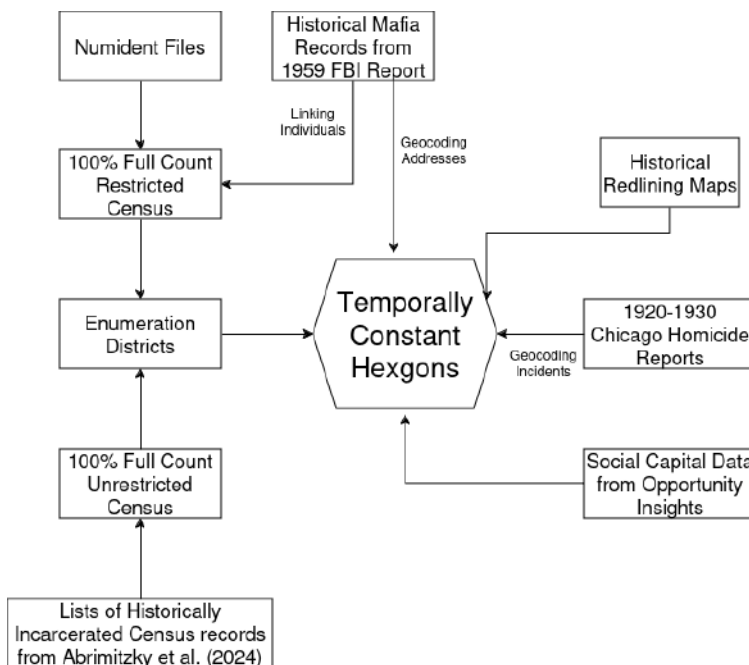 Numident Files
Historical Mafia
Records from
1959 FBI Report
Linking
Individuals
Geocoding
Addresses
100% Full Count
Restricted
Census
Historical
Redlining Maps
Enumeration
Districts
Temporally
Constant
Hexgons
1920-1930
Chicago Homicide
Reports
Geocoding
Incidents
100% Full Count
Unrestricted
Census
Social Capital Data
from Opportunity
Insights
Lists of Historically
Incarcerated Census records
from Abrimitzky et al. (2024)